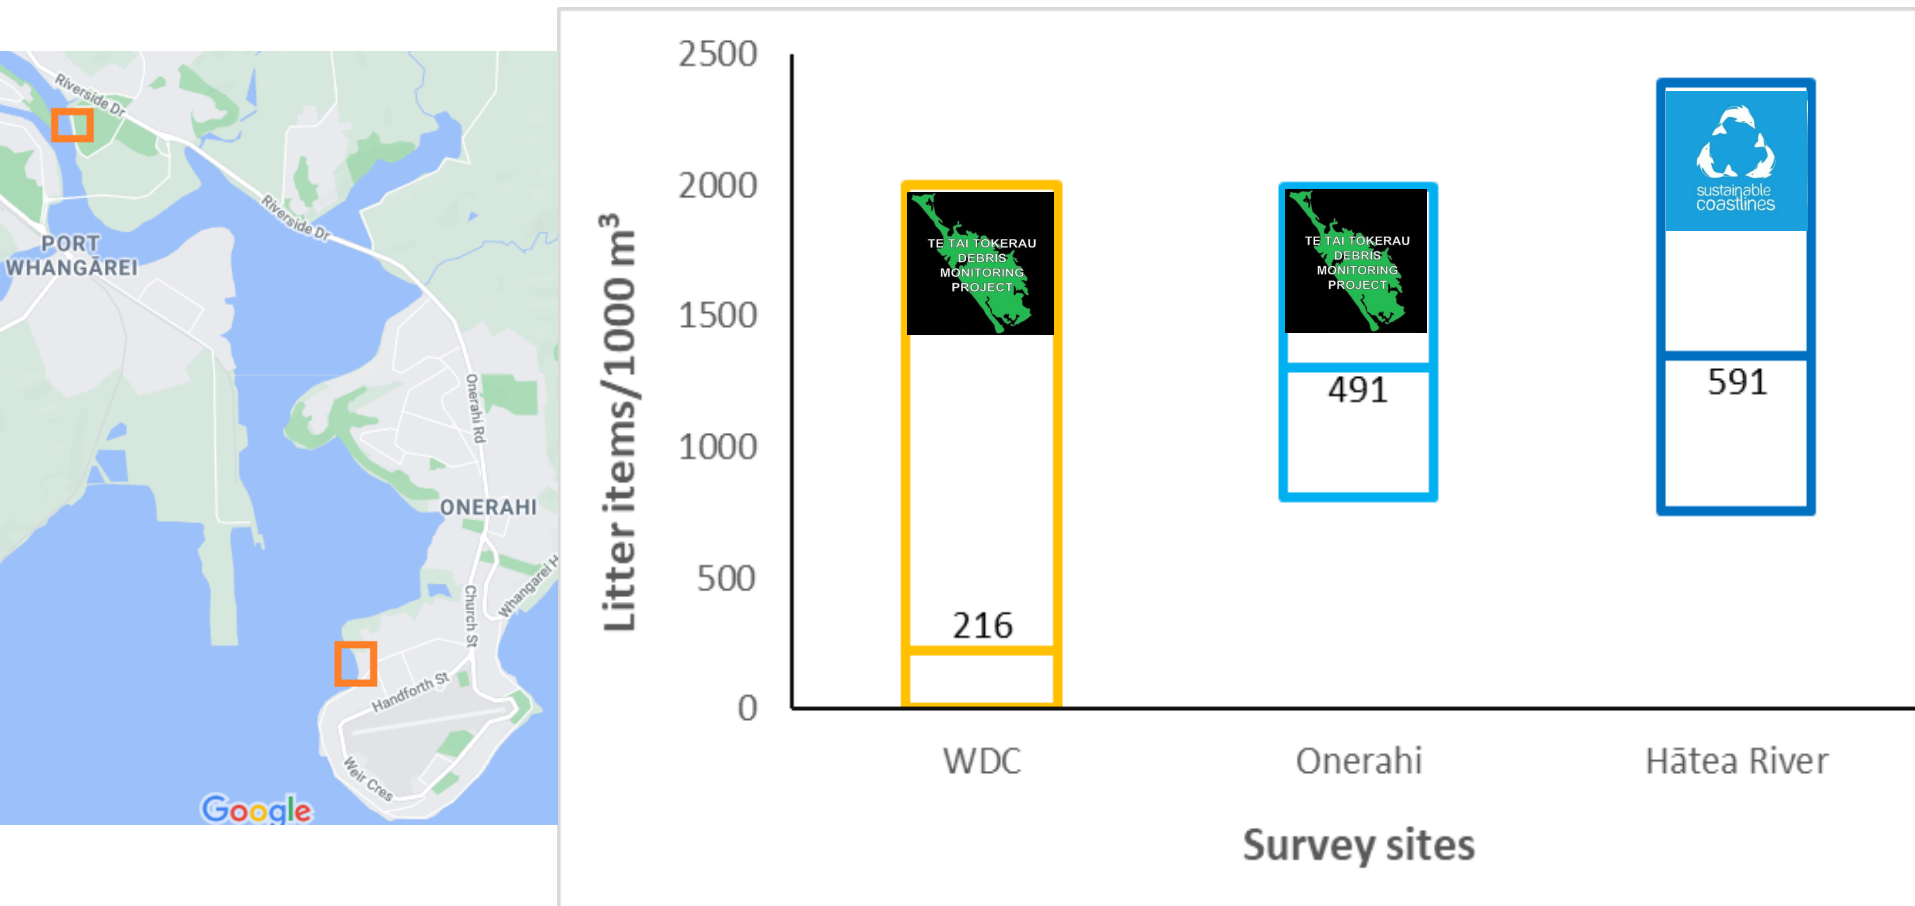 Riverside Dr
Riverside Dr
PORT
WHANGĀREI
Onerahi Rd
ONERAHI
Church St
Whangarei H
Handforth St
Weir Cres
Google
Litter items/1000 m³
2500
2000
1500
1000
500
0
TE TAI TOKERAU
DEBRIS
MONITORING
PROJECT
216
TE TAI TOKERAU
DEBRIS
MONITORING
PROJECT
491
sustainable
coastlines
591
WDC
Onerahi
Hātea River
Survey sites